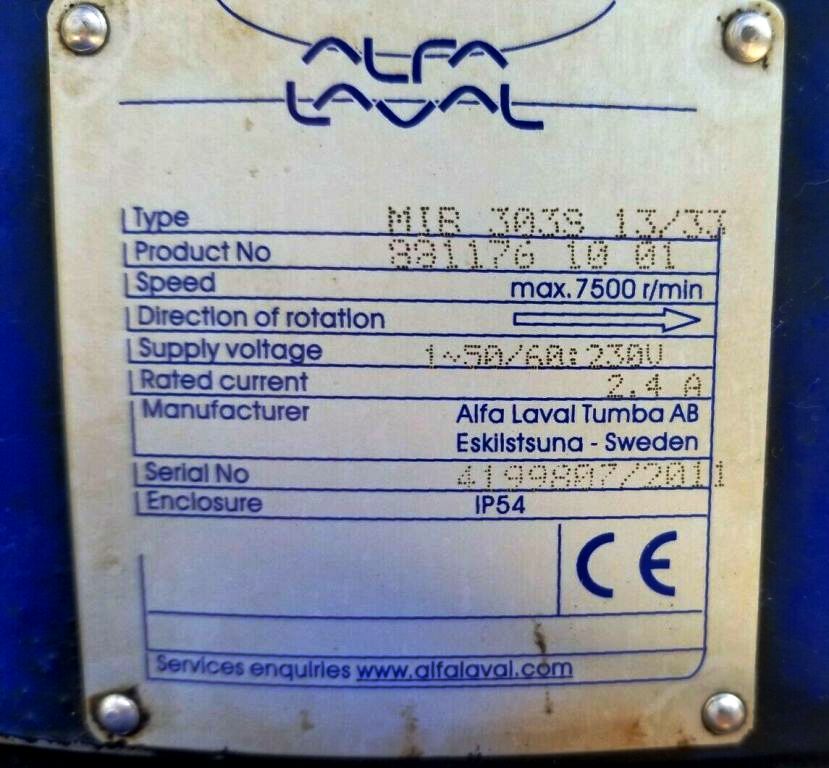 ALFA
LAVAL
Type MIB 303S 13/33
Product No 881176 10 01
Speed max.7500 r/min
Direction of rotation
Supply voltage 1~50/60:230V
Rated current 2.4 A
Manufacturer Alfa Laval Tumba AB
Eskilstsuna - Sweden
Serial No 4199807/2011
Enclosure IP54
CE
Services enquiries www.alfalaval.com